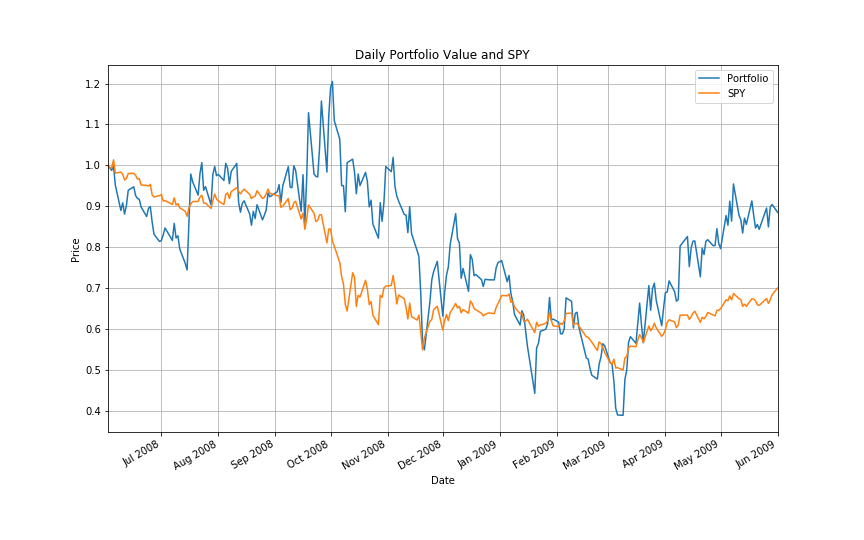 Daily Portfolio Value and SPY
Portfolio
SPY
1.2
1.1
1.0
0.9
0.8
0.7
0.6
0.5
0.4
Price
Jul 2008
Aug 2008
Sep 2008
Oct 2008
Nov 2008
Dec 2008
Jan 2009
Feb 2009
Mar 2009
Apr 2009
May 2009
Jun 2009
Date